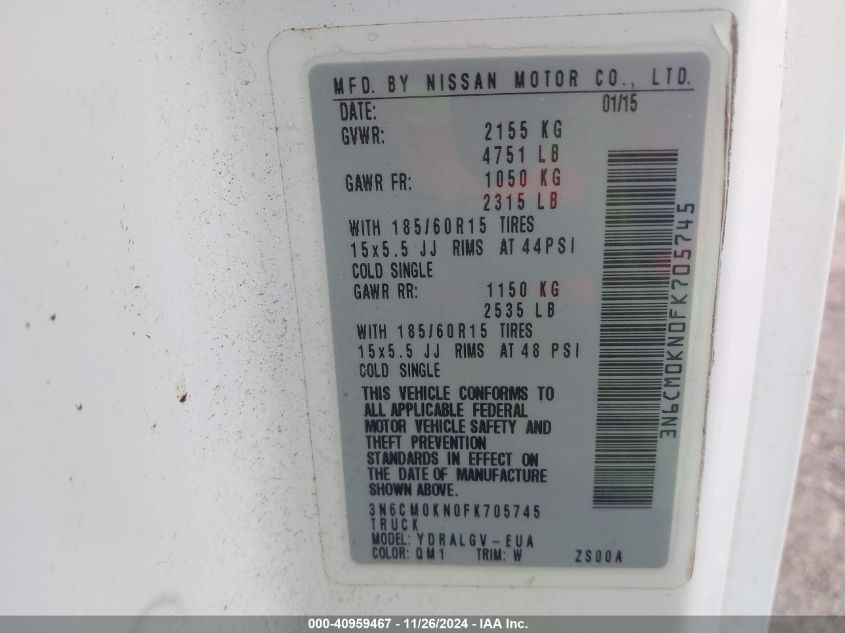 MFD. BY NISSAN MOTOR CO., LTD.
DATE: 01/15
GVWR: 2155 KG
4751 LB
GAWR FR: 1050 KG
2315 LB
WITH 185/60R15 TIRES
15x5.5 JJ RIMS AT 44PSI
COLD SINGLE
GAWR RR: 1150 KG
2535 LB
WITH 185/60R15 TIRES
15x5.5 JJ RIMS AT 48 PSI
COLD SINGLE
THIS VEHICLE CONFORMS TO
ALL APPLICABLE FEDERAL
MOTOR VEHICLE SAFETY AND
THEFT PREVENTION
STANDARDS IN EFFECT ON
THE DATE OF MANUFACTURE
SHOWN ABOVE.
3N6CM0KN0FK705745
TRUCK
MODEL: YDRALGV-EUA
COLOR: QM1 TRIM: W ZS00A
3N6CM0KN0FK705745
000-40959467 - 11/26/2024 - IAA Inc.